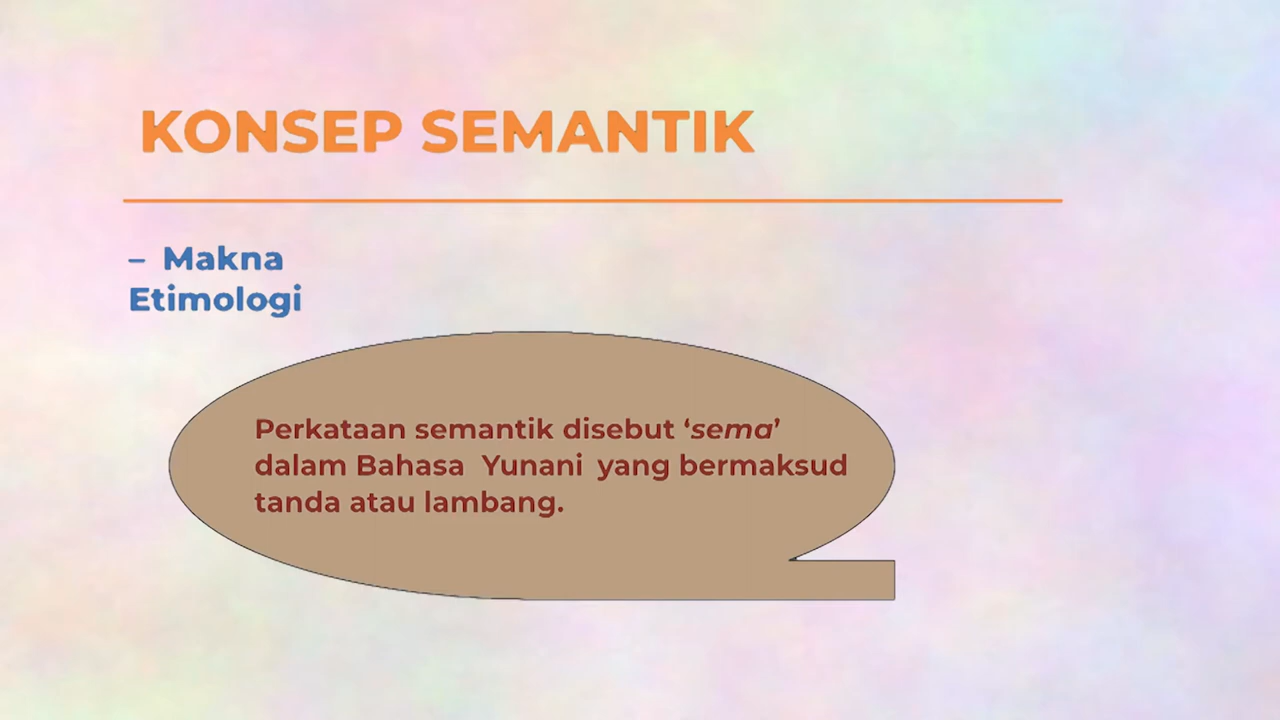 KONSEP SEMANTIK
– Makna
Etimologi
Perkataan semantik disebut ‘sema’
dalam Bahasa Yunani yang bermaksud
tanda atau lambang.